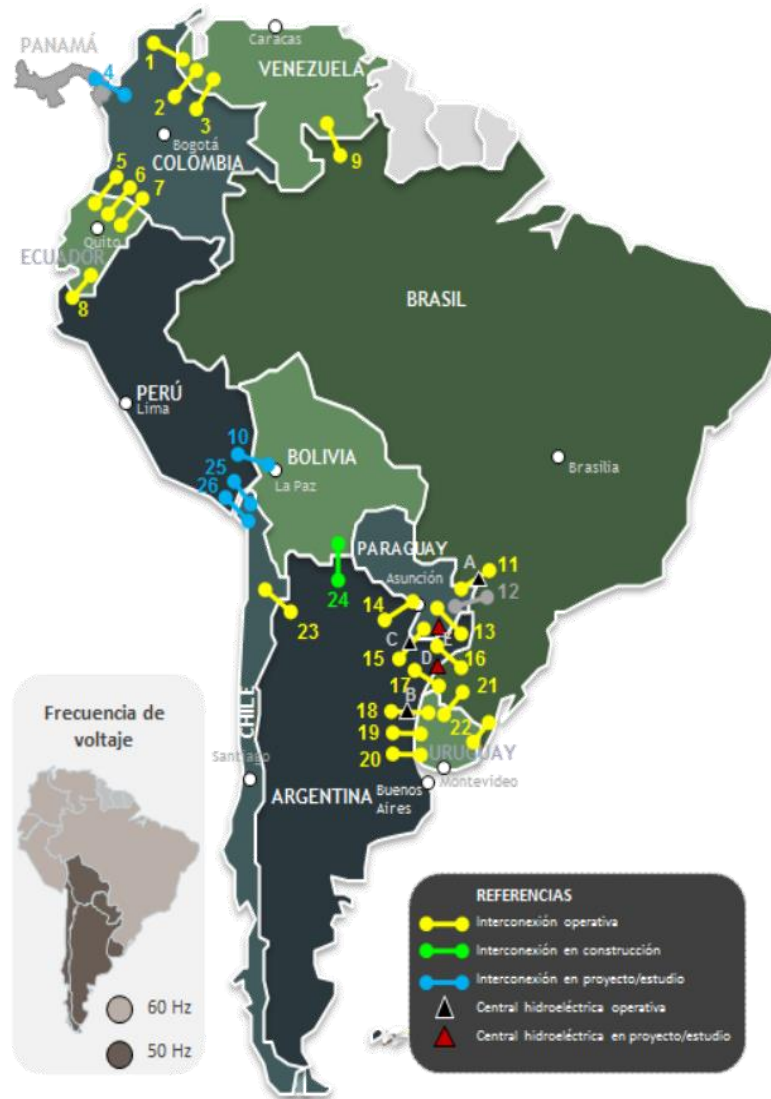 Caracas
PANAMÁ
VENEZUELA
4
1
2
3
Bogotá
COLÓMBIA
9
5
6
7
Quito
ECUADOR
8
BRASIL
PERÚ
Lima
10
BOLIVIA
La Paz
25
26
Brasilia
PARAGUAY
A
11
Asunción
12
24
14
23
13
C
E
15
D
16
17
21
B
18
22
19
20
URUGUAY
CHILE
Santiago
Montevideo
ARGENTINA
Buenos
Aires
Frecuencia de
voltaje
60 Hz
50 Hz
REFERENCIAS
Interconexión operativa
Interconexión en construcción
Interconexión en proyecto/estudio
Central hidroeléctrica operativa
Central hidroeléctrica en proyecto/estudio